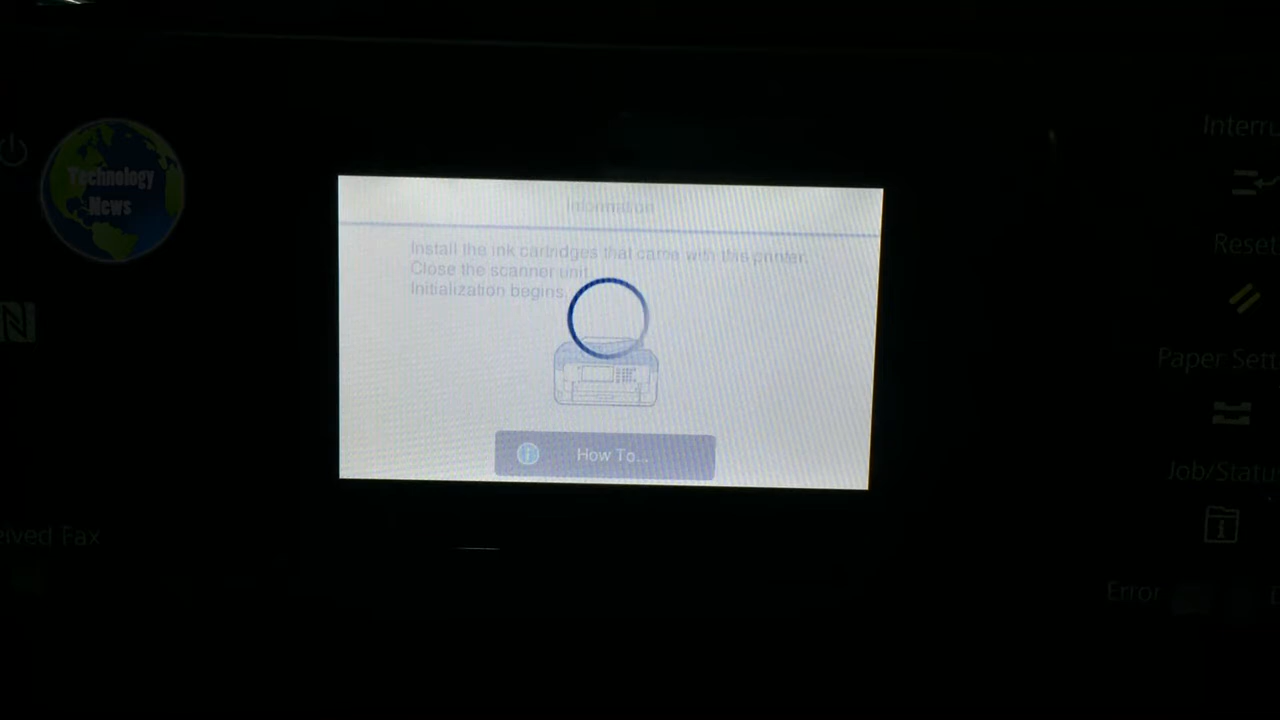 Technology
News
Information
Install the ink cartridges that came with this printer.
Close the scanner unit.
Initialization begins.
How To...
Interru
Reset
Paper Sett
Job/Statu
eived Fax
Error